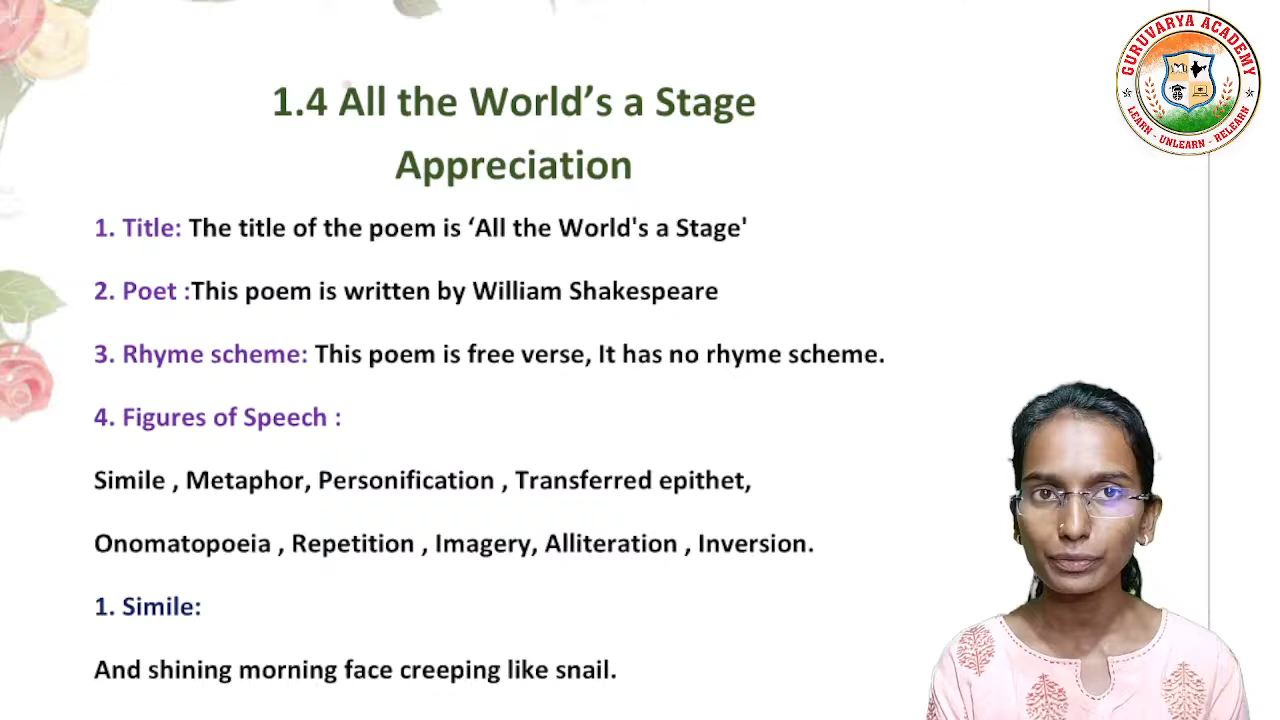 GURUVARYA ACADEMY
LEARN - UNLEARN - RELEARN
1.4 All the World’s a Stage
Appreciation
1. Title: The title of the poem is ‘All the World's a Stage'
2. Poet :This poem is written by William Shakespeare
3. Rhyme scheme: This poem is free verse, It has no rhyme scheme.
4. Figures of Speech :
Simile , Metaphor, Personification , Transferred epithet,
Onomatopoeia , Repetition , Imagery, Alliteration , Inversion.
1. Simile:
And shining morning face creeping like snail.